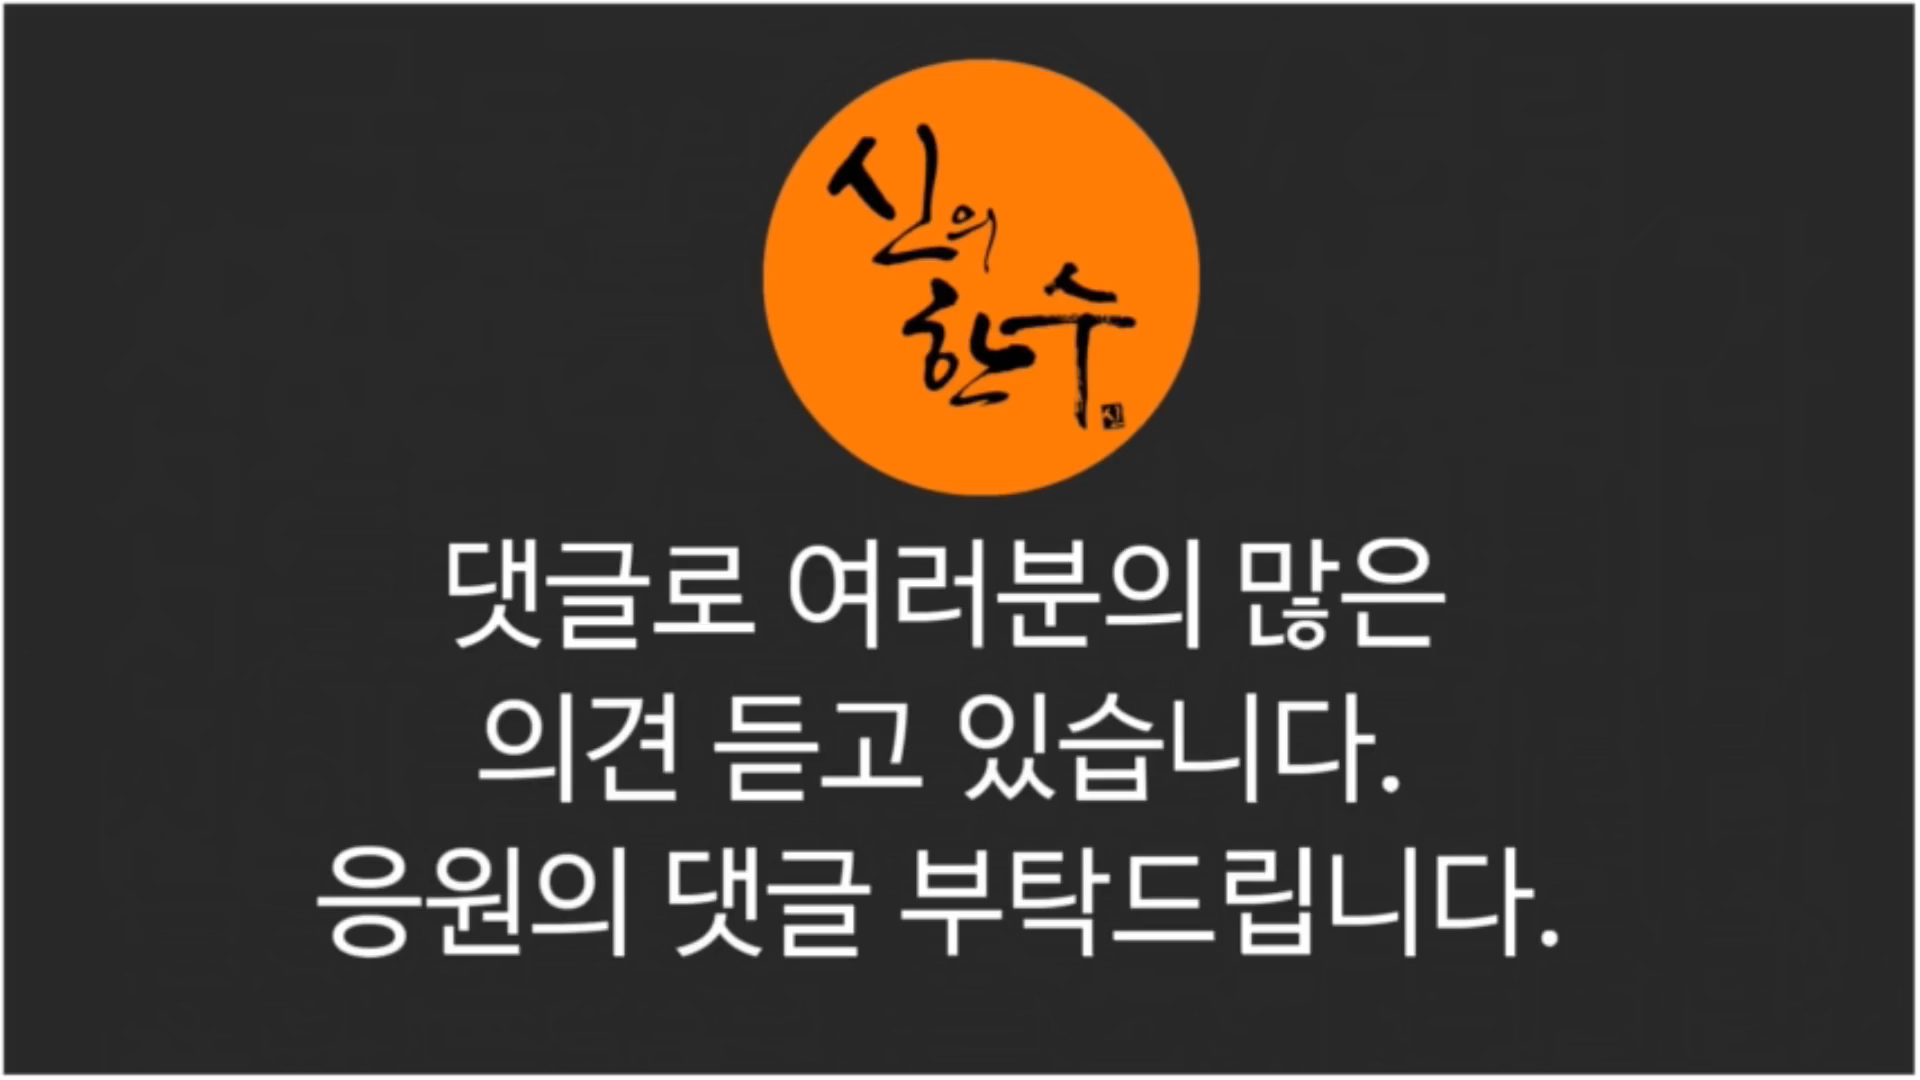 신의
한수
신
댓글로 여러분의 많은
의견 듣고 있습니다.
응원의 댓글 부탁드립니다.